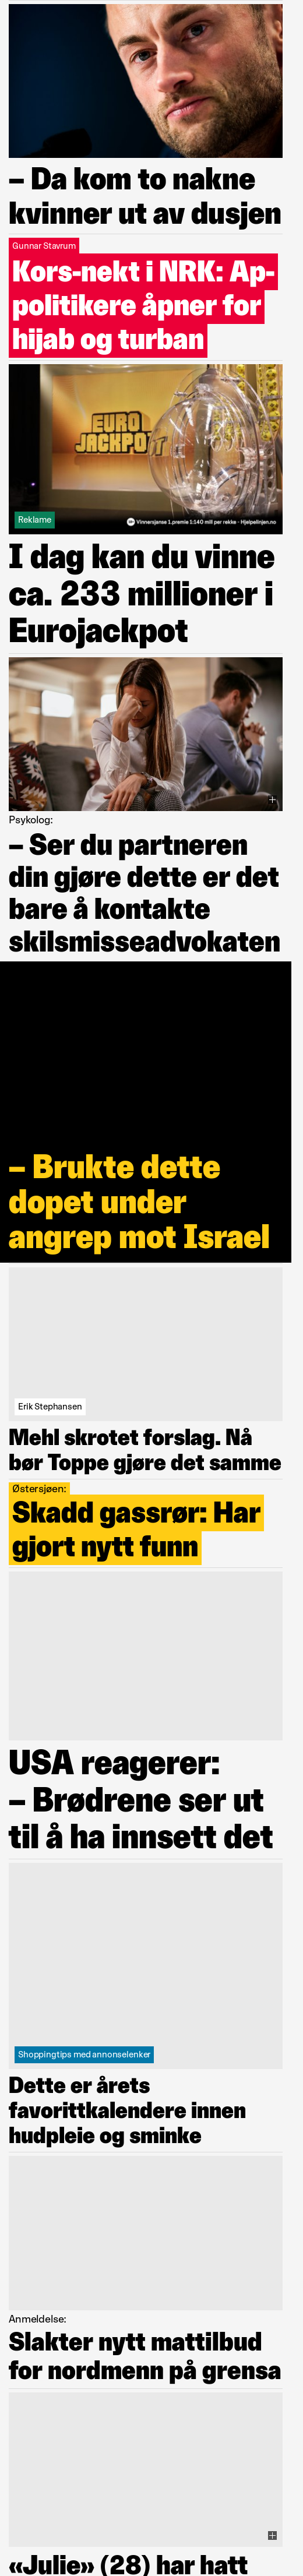 – Da kom to nakne
kvinner ut av dusjen
Gunnar Stavrum
Kors-nekt i NRK: Ap-
politikere åpner for
hijab og turban
EURO
JACKPOT
Vinnersjanse 1.premie 1:140 mill per rekke - Hjelpelinjen.no
Reklame
I dag kan du vinne
ca. 233 millioner i
Eurojackpot
Psykolog:
– Ser du partneren
din gjøre dette er det
bare å kontakte
skilsmisseadvokaten
– Brukte dette
dopet under
angrep mot Israel
Erik Stephansen
Mehl skrotet forslag. Nå
bør Toppe gjøre det samme
Østersjøen:
Skadd gassrør: Har
gjort nytt funn
USA reagerer:
– Brødrene ser ut
til å ha innsett det
Shoppingtips med annonselenker
Dette er årets
favorittkalendere innen
hudpleie og sminke
Anmeldelse:
Slakter nytt mattilbud
for nordmenn på grensa
«Julie» (28) har hatt